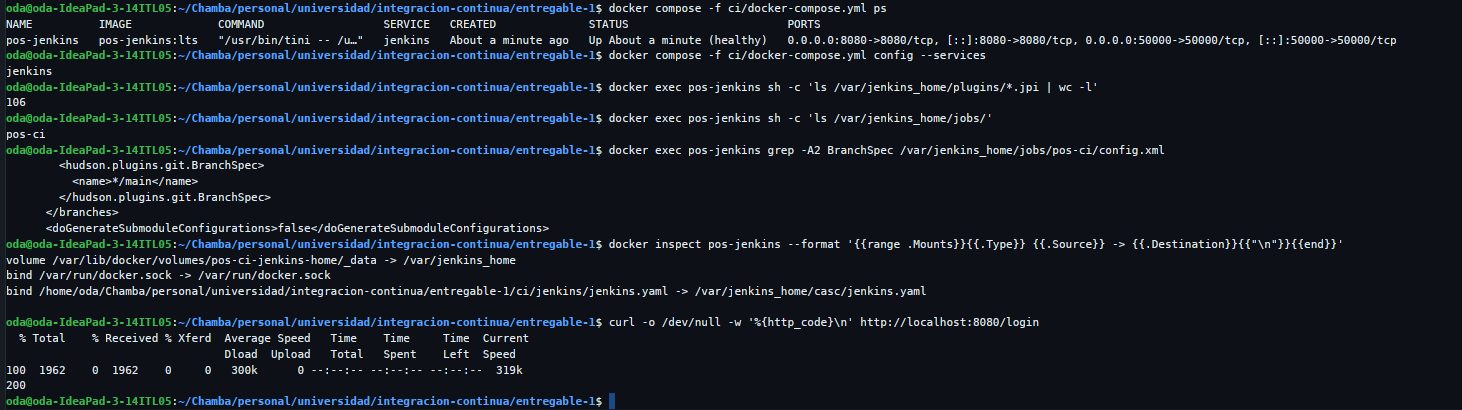 oda@oda-IdeaPad-3-14ITL05:~/Chamba/personal/universidad/integracion-continua/entregable-1$ docker compose -f ci/docker-compose.yml ps
NAME          IMAGE             COMMAND                  SERVICE   CREATED              STATUS                        PORTS
pos-jenkins   pos-jenkins:lts   "/usr/bin/tini -- /u…"   jenkins   About a minute ago   Up About a minute (healthy)   0.0.0.0:8080->8080/tcp, [::]:8080->8080/tcp, 0.0.0.0:50000->50000/tcp, [::]:50000->50000/tcp
oda@oda-IdeaPad-3-14ITL05:~/Chamba/personal/universidad/integracion-continua/entregable-1$ docker compose -f ci/docker-compose.yml config --services
jenkins
oda@oda-IdeaPad-3-14ITL05:~/Chamba/personal/universidad/integracion-continua/entregable-1$ docker exec pos-jenkins sh -c 'ls /var/jenkins_home/plugins/*.jpi | wc -l'
106
oda@oda-IdeaPad-3-14ITL05:~/Chamba/personal/universidad/integracion-continua/entregable-1$ docker exec pos-jenkins sh -c 'ls /var/jenkins_home/jobs/'
pos-ci
oda@oda-IdeaPad-3-14ITL05:~/Chamba/personal/universidad/integracion-continua/entregable-1$ docker exec pos-jenkins grep -A2 BranchSpec /var/jenkins_home/jobs/pos-ci/config.xml
        <hudson.plugins.git.BranchSpec>
          <name>*/main</name>
        </hudson.plugins.git.BranchSpec>
      </branches>
      <doGenerateSubmoduleConfigurations>false</doGenerateSubmoduleConfigurations>
oda@oda-IdeaPad-3-14ITL05:~/Chamba/personal/universidad/integracion-continua/entregable-1$ docker inspect pos-jenkins --format '{{range .Mounts}}{{.Type}} {{.Source}} -> {{.Destination}}{{"\n"}}{{end}}'
volume /var/lib/docker/volumes/pos-ci-jenkins-home/_data -> /var/jenkins_home
bind /var/run/docker.sock -> /var/run/docker.sock
bind /home/oda/Chamba/personal/universidad/integracion-continua/entregable-1/ci/jenkins/jenkins.yaml -> /var/jenkins_home/casc/jenkins.yaml
oda@oda-IdeaPad-3-14ITL05:~/Chamba/personal/universidad/integracion-continua/entregable-1$ curl -o /dev/null -w '%{http_code}\n' http://localhost:8080/login
  % Total    % Received % Xferd  Average Speed   Time    Time     Time  Current
                                 Dload  Upload   Total   Spent    Left  Speed
100  1962    0  1962    0     0   300k      0 --:--:-- --:--:-- --:--:--  319k
200
oda@oda-IdeaPad-3-14ITL05:~/Chamba/personal/universidad/integracion-continua/entregable-1$